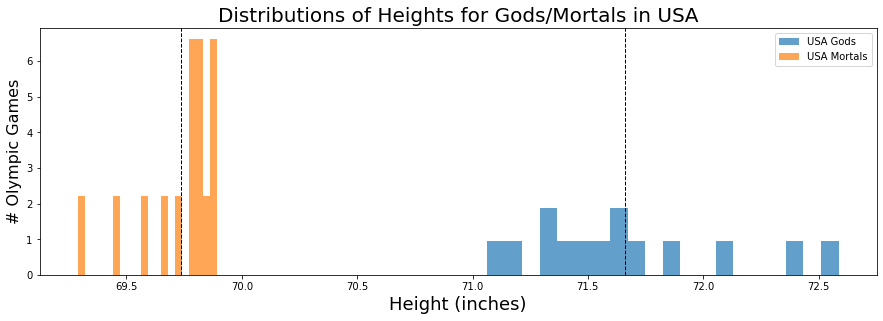 Distributions of Heights for Gods/Mortals in USA
USA Gods
USA Mortals
# Olympic Games
6
5
4
3
2
1
0
69.5 70.0 70.5 71.0 71.5 72.0 72.5
Height (inches)